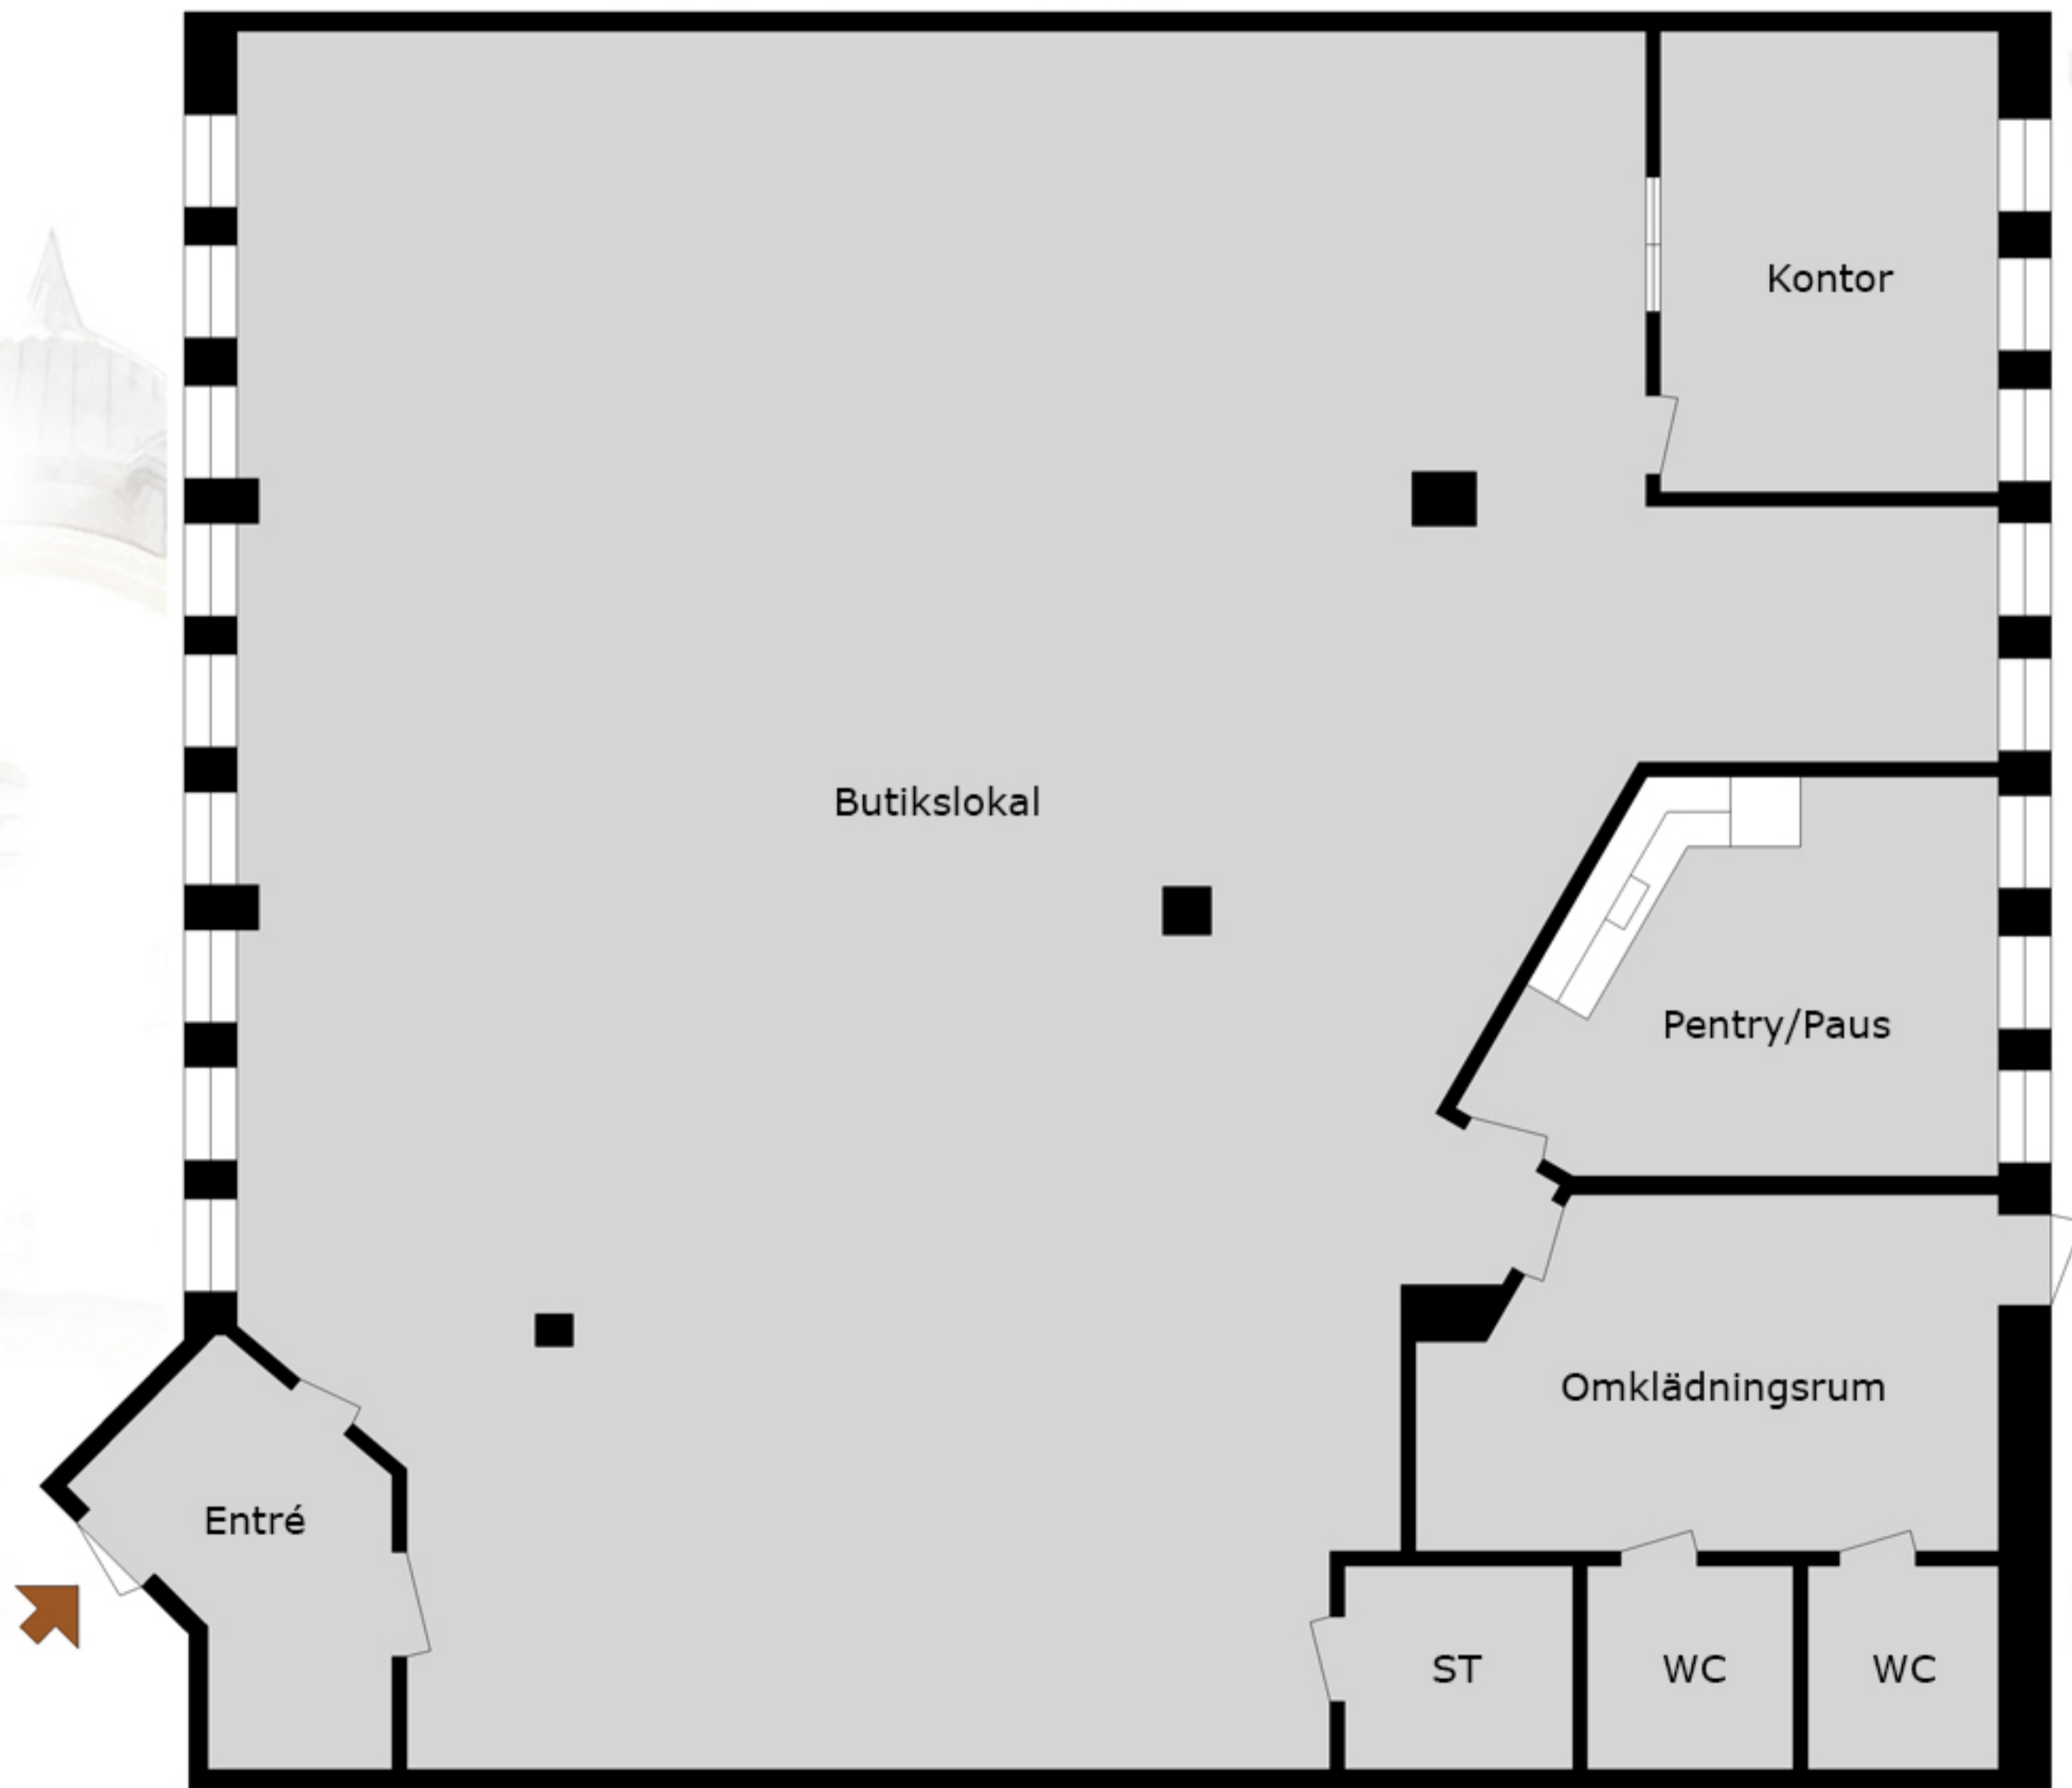 Kontor
Butikslokal
Pentry/Paus
Omklädningsrum
Entré
ST
WC
WC